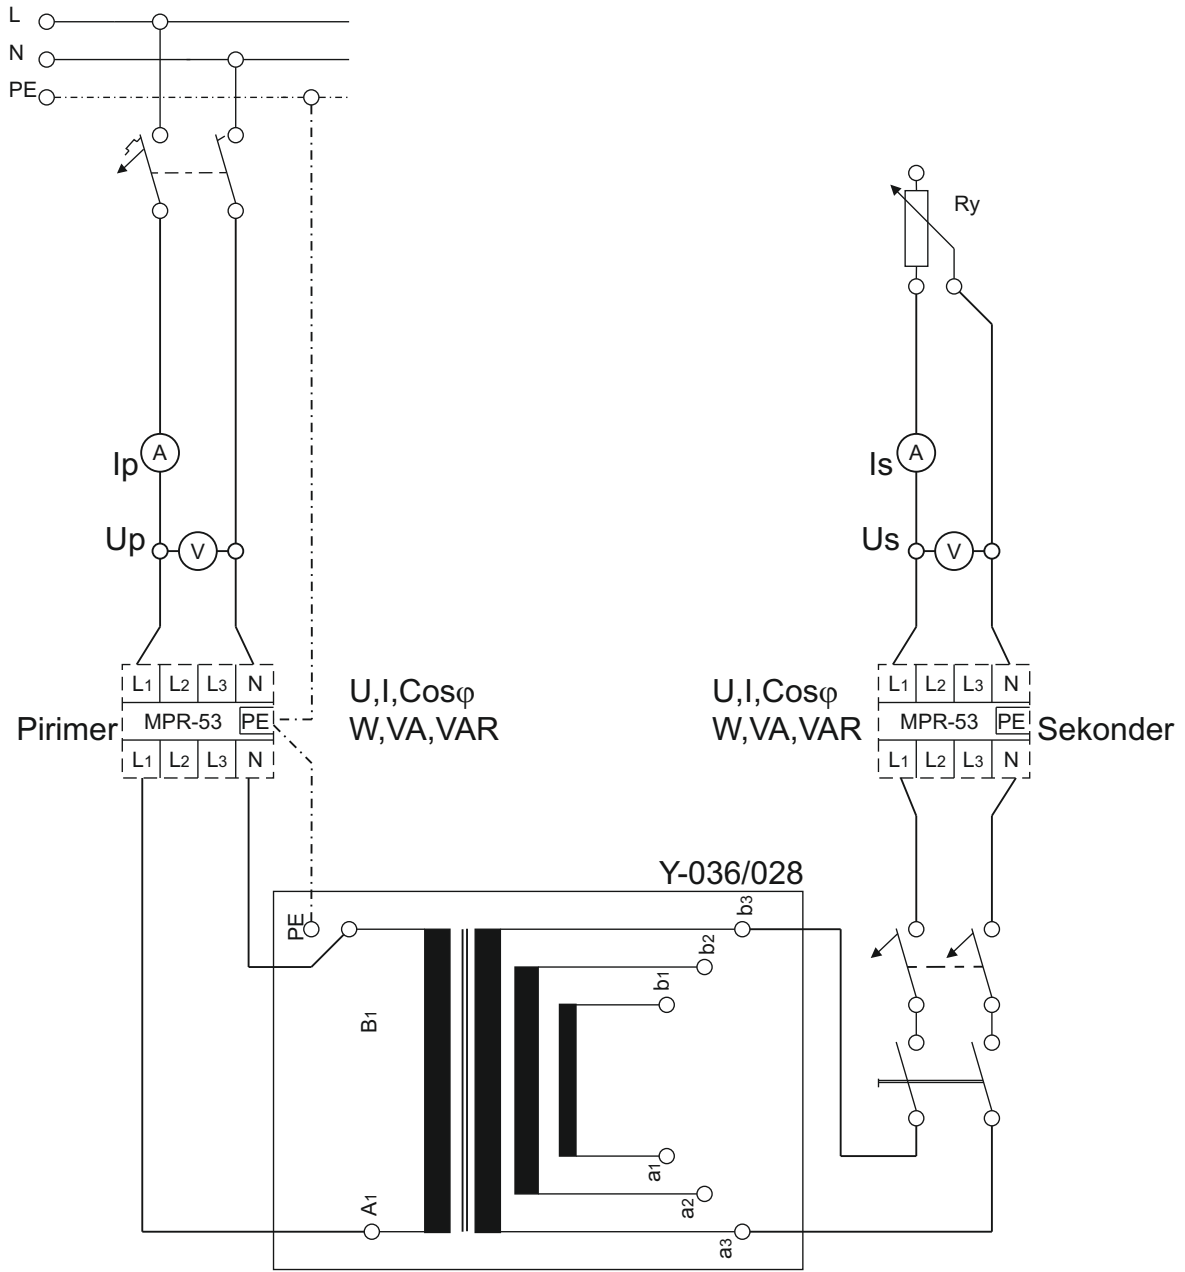 L
N
PE
Ry
Ip
A
Is
A
Up
V
Us
V
L1 L2 L3 N
U,I,Cosφ
U,I,Cosφ
L1 L2 L3 N
Pirimer
MPR-53 PE
W,VA,VAR
W,VA,VAR
MPR-53 PE
Sekonder
L1 L2 L3 N
L1 L2 L3 N
Y-036/028
PE
b3
b2
b1
B1
a1
A1
a2
a3